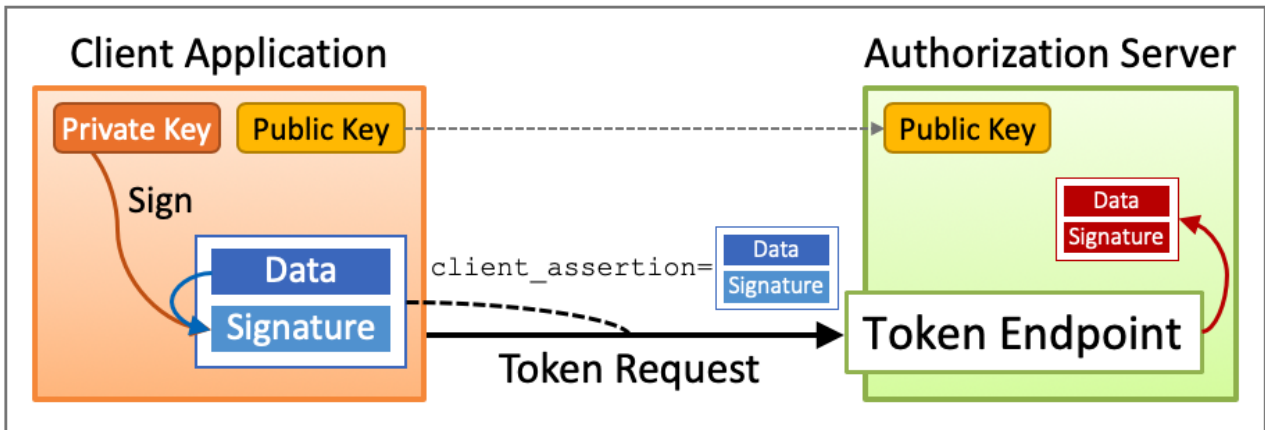 Client Application
Authorization Server
Private Key
Public Key
Public Key
Sign
Data
Signature
client_assertion=
Data
Signature
Token Request
Data
Signature
Token Endpoint